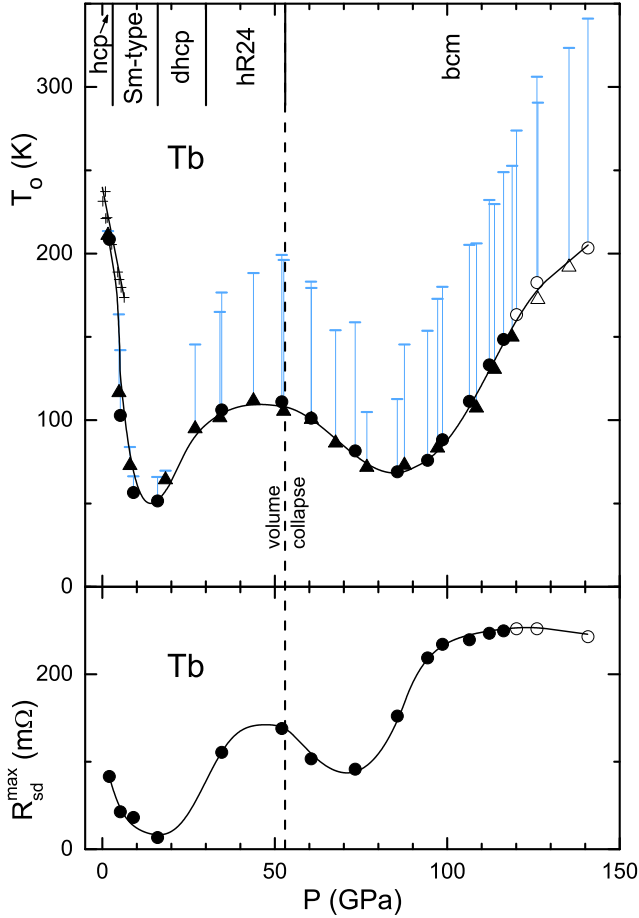 hcp
Sm-type
dhcp
hR24
bcm
Tb
T_o (K)
300
200
100
0
volume
collapse
Tb
R_sd^max (mΩ)
200
0
0
50
100
150
P (GPa)